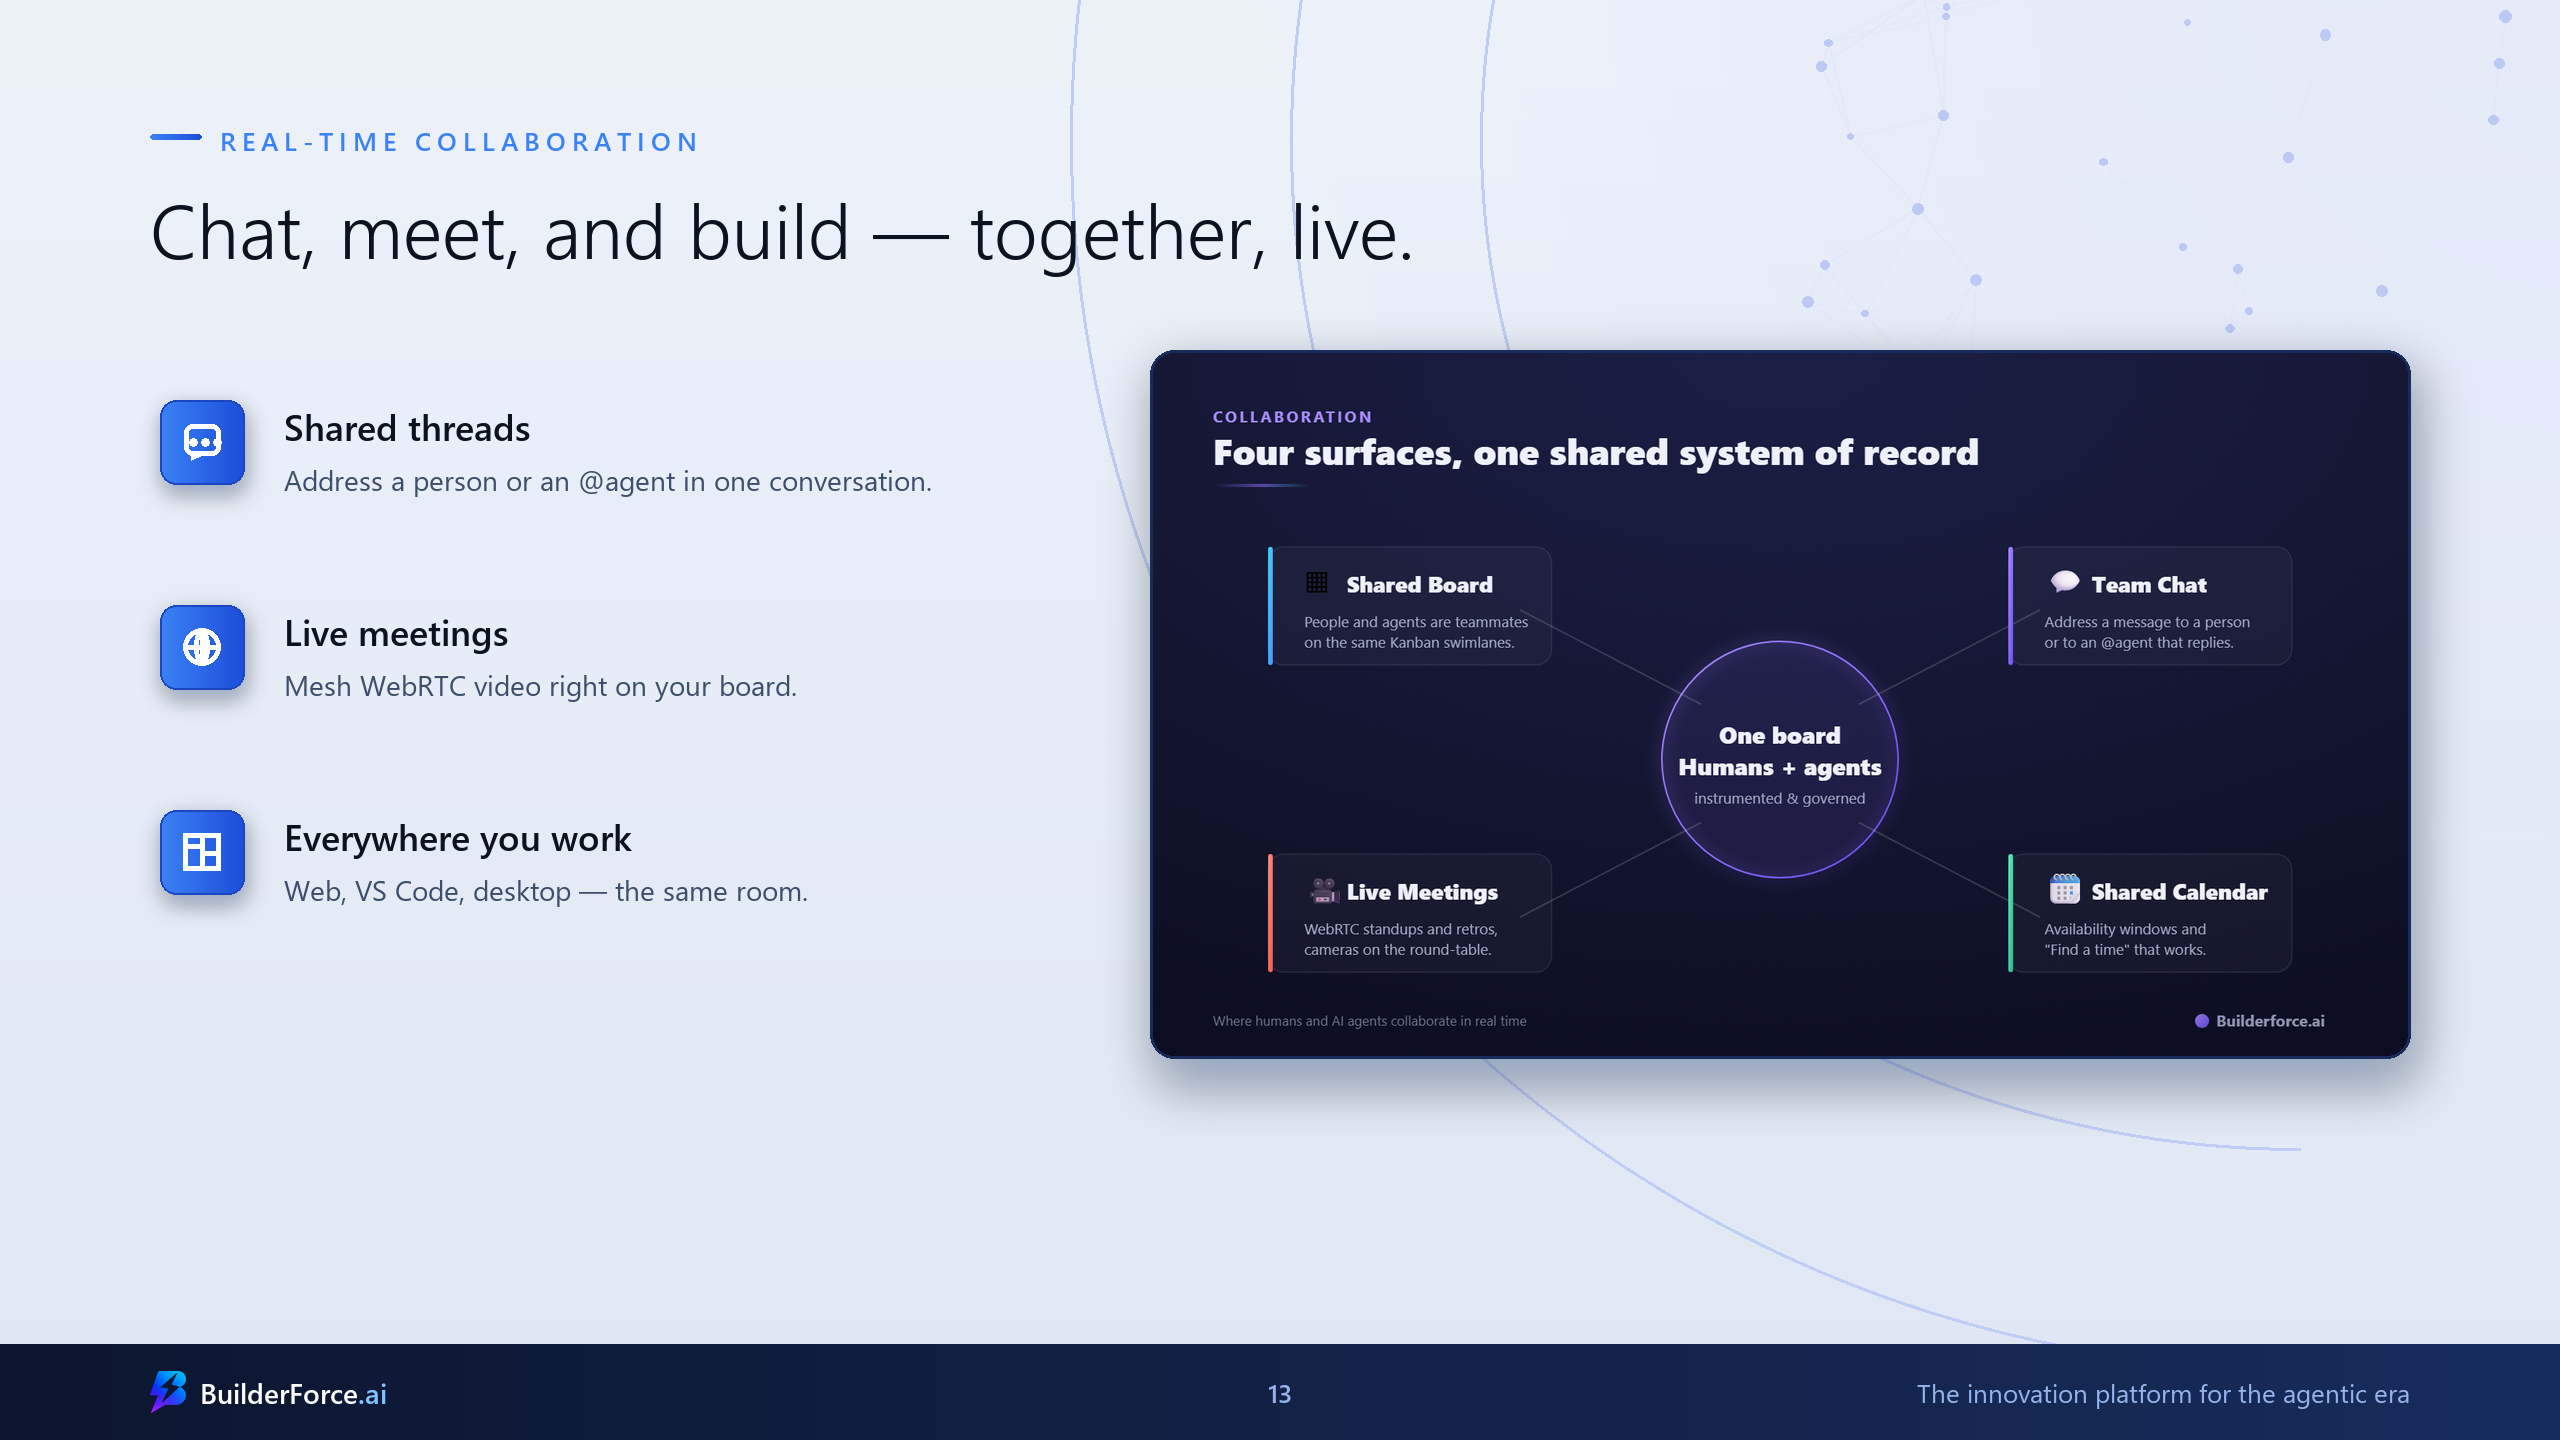 REAL-TIME COLLABORATION
Chat, meet, and build — together, live.
Shared threads
Address a person or an @agent in one conversation.
Live meetings
Mesh WebRTC video right on your board.
Everywhere you work
Web, VS Code, desktop — the same room.
COLLABORATION
Four surfaces, one shared system of record
Shared Board
People and agents are teammates
on the same Kanban swimlanes.
Team Chat
Address a message to a person
or to an @agent that replies.
One board
Humans + agents
instrumented & governed
Live Meetings
WebRTC standups and retros,
cameras on the round-table.
Shared Calendar
Availability windows and
"Find a time" that works.
Where humans and AI agents collaborate in real time
Builderforce.ai
BuilderForce.ai
13
The innovation platform for the agentic era